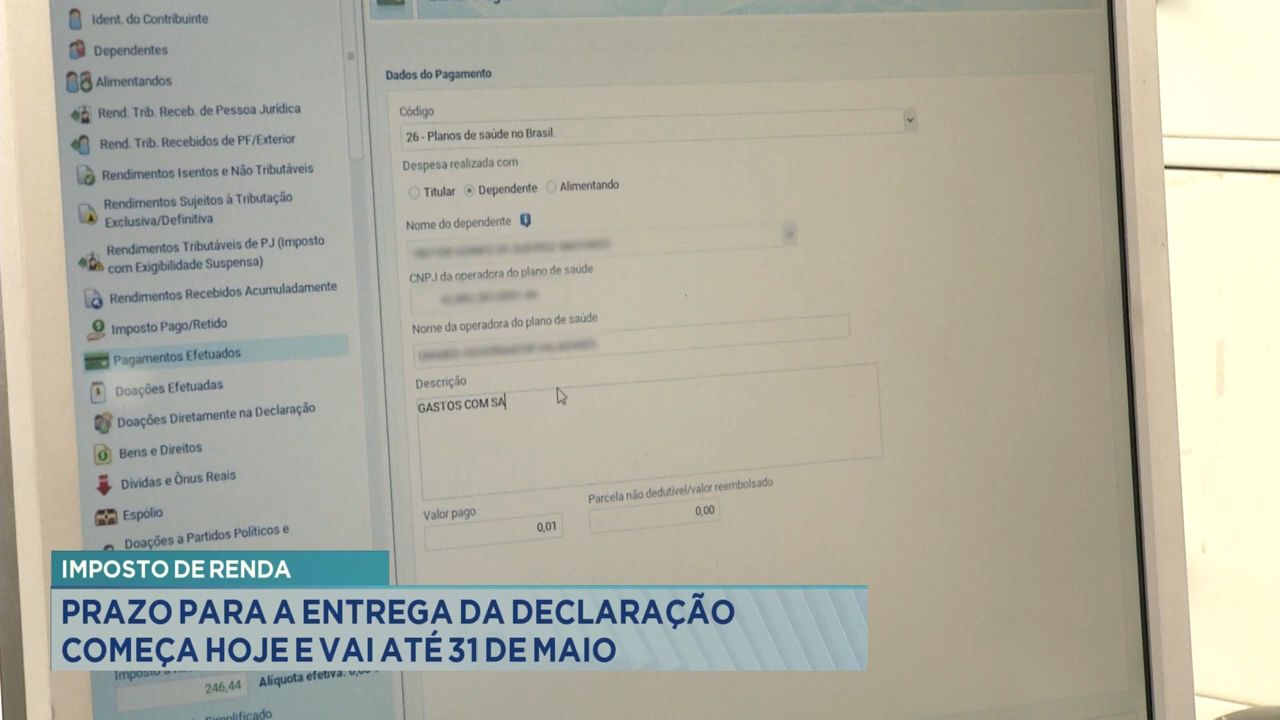 Ident. do Contribuinte
Dependentes
Alimentandos
Rend. Trib. Receb. de Pessoa Jurídica
Rend. Trib. Recebidos de PF/Exterior
Rendimentos Isentos e Não Tributáveis
Rendimentos Sujeitos à Tributação
Exclusiva/Definitiva
Rendimentos Tributáveis de PJ (Imposto
com Exigibilidade Suspensa)
Rendimentos Recebidos Acumuladamente
Imposto Pago/Retido
Pagamentos Efetuados
Doações Efetuadas
Doações Diretamente na Declaração
Bens e Direitos
Dívidas e Ônus Reais
Espólio
Doações a Partidos Políticos e
Dados do Pagamento
Código
26 - Planos de saúde no Brasil.
Despesa realizada com
Titular Dependente Alimentando
Nome do dependente
CNPJ da operadora do plano de saúde
Nome da operadora do plano de saúde
Descrição
GASTOS COM SA
Valor pago
0,01
Parcela não dedutível/valor reembolsado
0,00
IMPOSTO DE RENDA
PRAZO PARA A ENTREGA DA DECLARAÇÃO
COMEÇA HOJE E VAI ATÉ 31 DE MAIO
246,44
Alíquota efetiva: